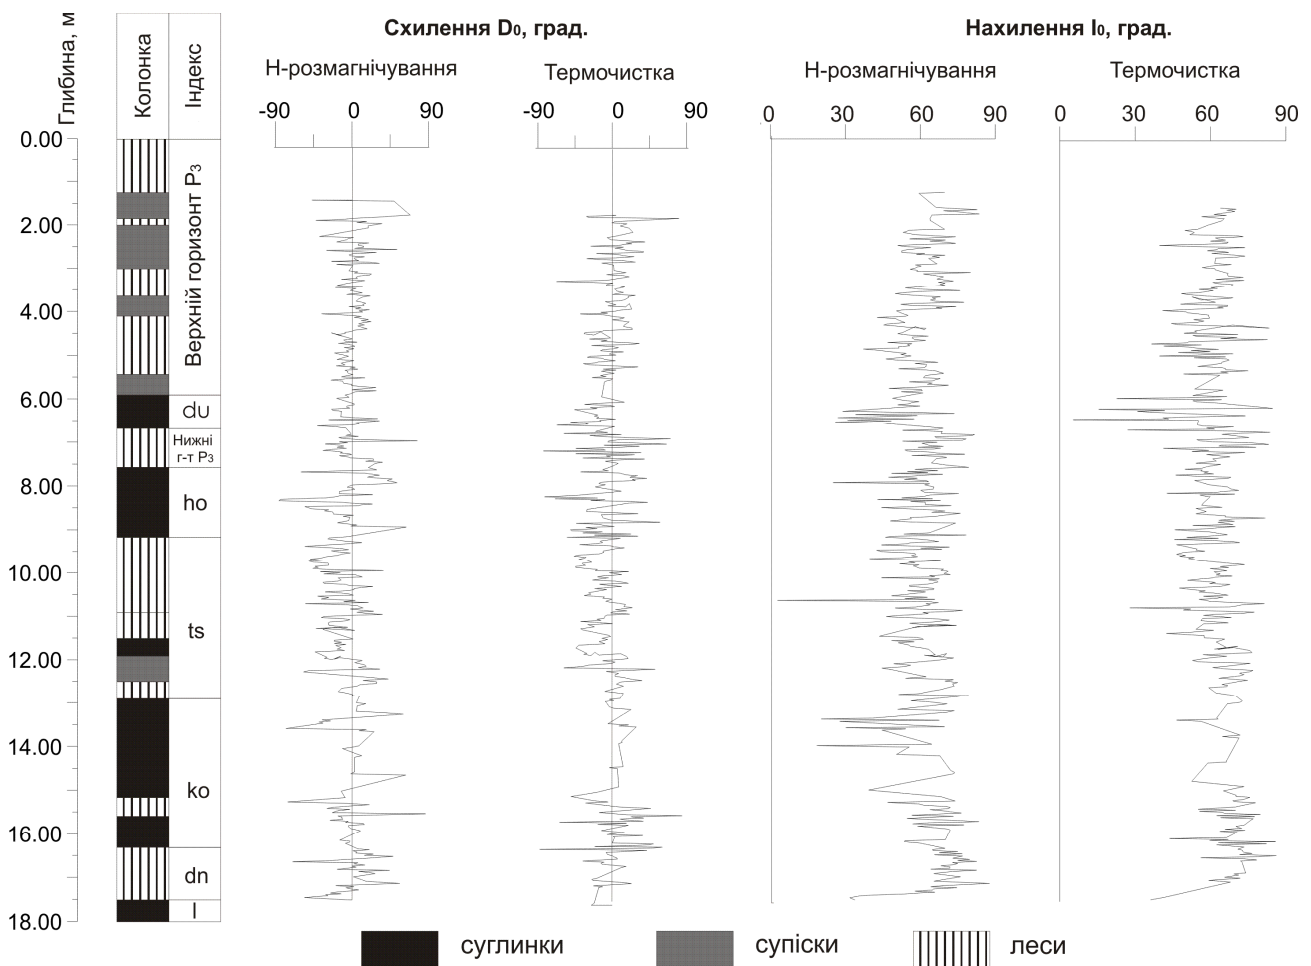 Схилення D0, град.
Нахилення I0, град.
Глибина, м
Колонка
Індекс
Н-розмагнічування
Термочистка
Н-розмагнічування
Термочистка
-90 0 90
-90 0 90
0 30 60 90
0 30 60 90
0.00
2.00
4.00
6.00
8.00
10.00
12.00
14.00
16.00
18.00
Верхній горизонт P3
du
Нижні
г-т P3
ho
ts
ko
dn
l
суглинки
супіски
леси